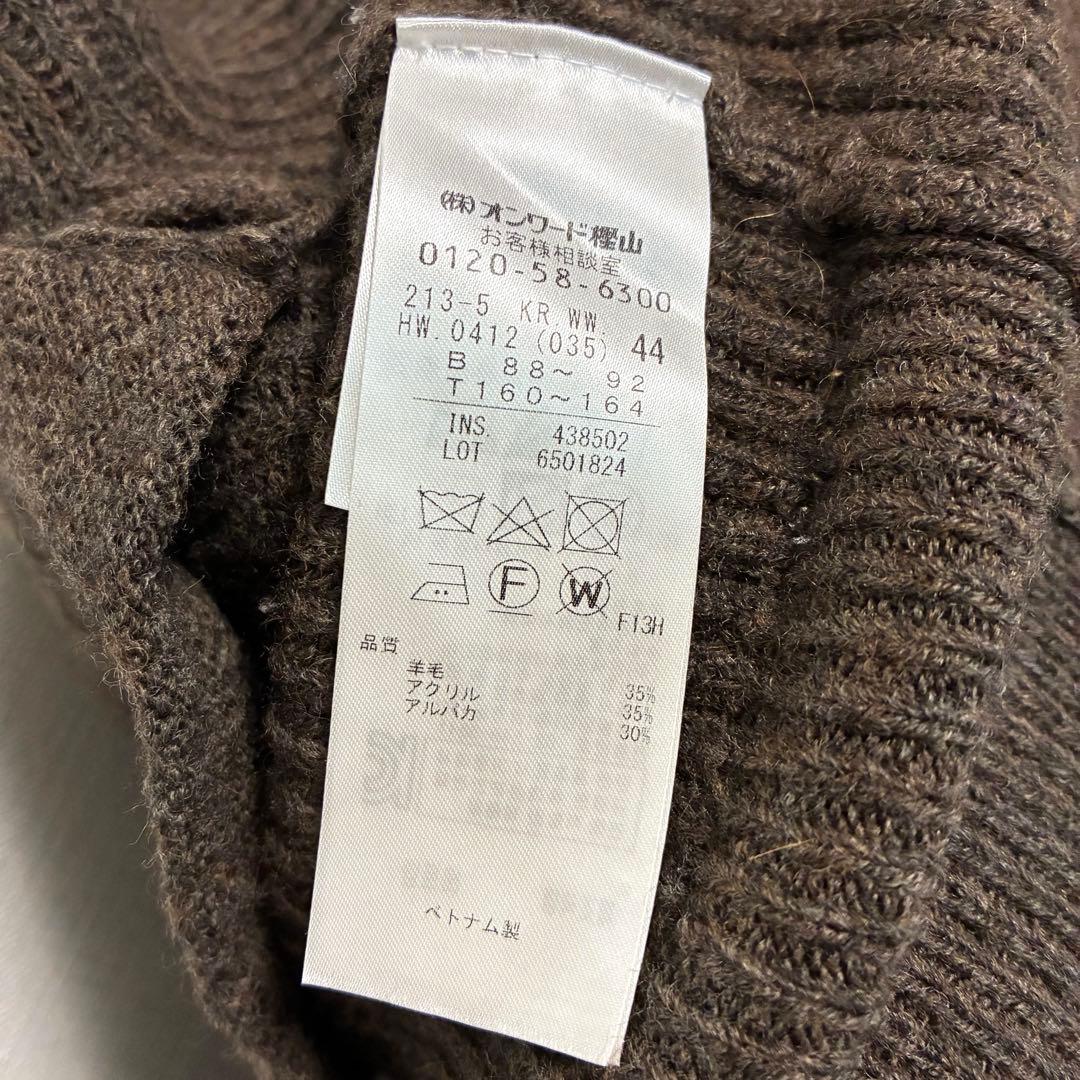 (株)オンワード樫山
お客様相談室
0120-58-6300
213-5 KR WW.
HW.0412 (035) 44
B 88～ 92
T160～164
INS. 438502
LOT 6501824
F
W
F13H
品質
羊毛 35%
アクリル 35%
アルパカ 30%
ベトナム製